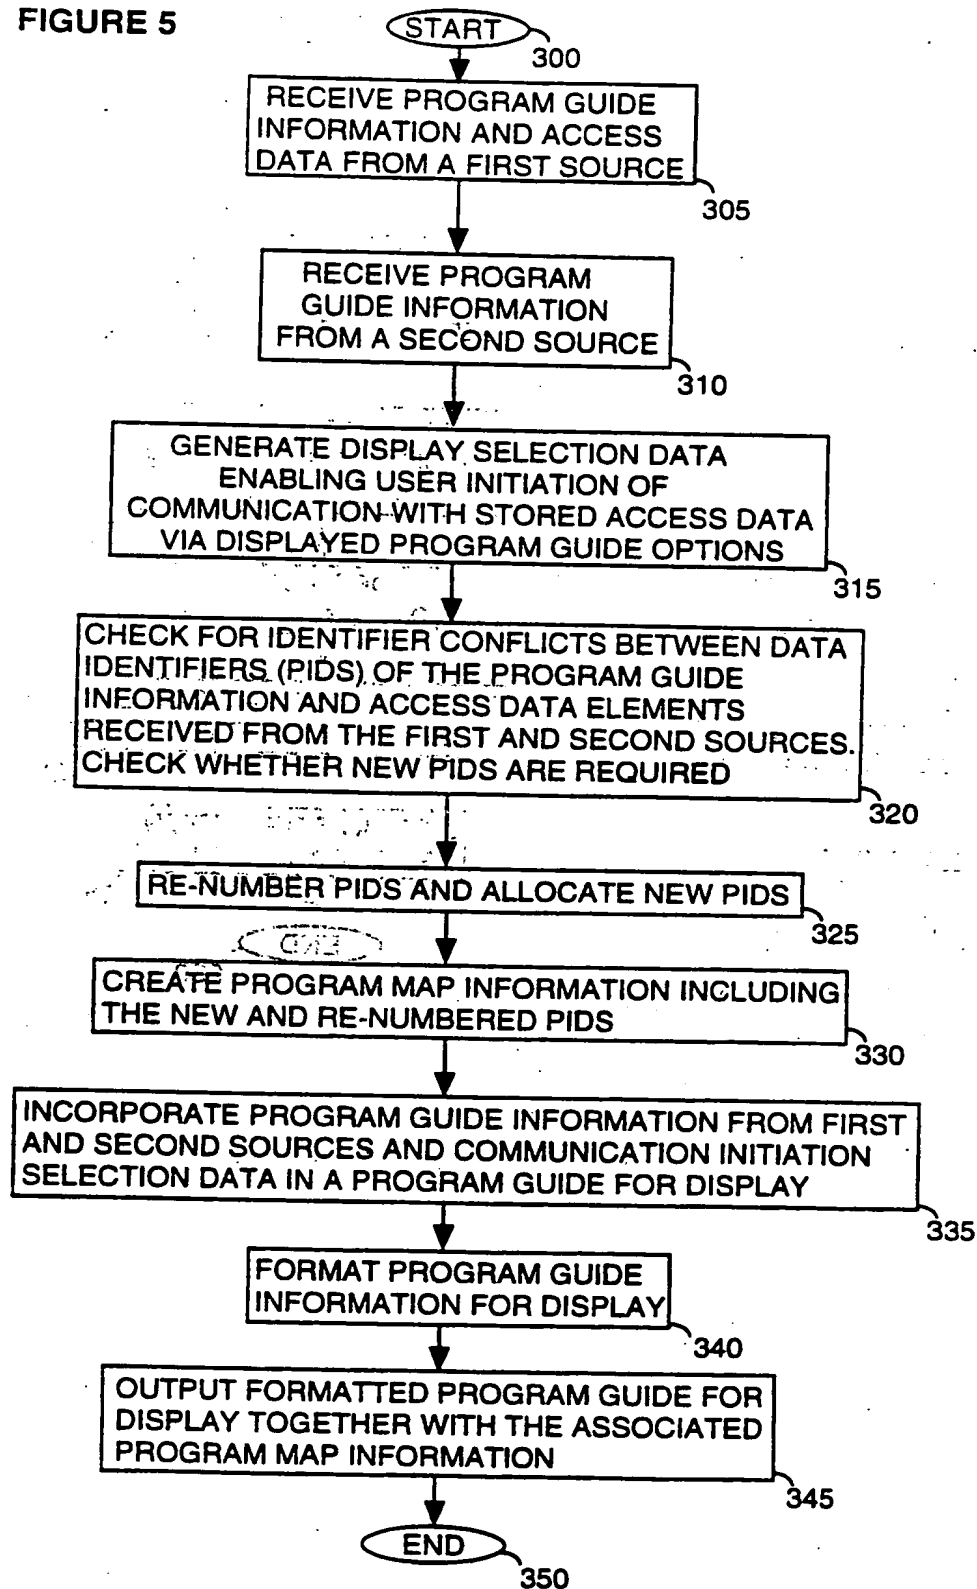 FIGURE 5
START
300
RECEIVE PROGRAM GUIDE
INFORMATION AND ACCESS
DATA FROM A FIRST SOURCE
305
RECEIVE PROGRAM
GUIDE INFORMATION
FROM A SECOND SOURCE
310
GENERATE DISPLAY SELECTION DATA
ENABLING USER INITIATION OF
COMMUNICATION WITH STORED ACCESS DATA
VIA DISPLAYED PROGRAM GUIDE OPTIONS
315
CHECK FOR IDENTIFIER CONFLICTS BETWEEN DATA
IDENTIFIERS (PIDS) OF THE PROGRAM GUIDE
INFORMATION AND ACCESS DATA ELEMENTS
RECEIVED FROM THE FIRST AND SECOND SOURCES.
CHECK WHETHER NEW PIDS ARE REQUIRED
320
RE-NUMBER PIDS AND ALLOCATE NEW PIDS
325
CREATE PROGRAM MAP INFORMATION INCLUDING
THE NEW AND RE-NUMBERED PIDS
330
INCORPORATE PROGRAM GUIDE INFORMATION FROM FIRST
AND SECOND SOURCES AND COMMUNICATION INITIATION
SELECTION DATA IN A PROGRAM GUIDE FOR DISPLAY
335
FORMAT PROGRAM GUIDE
INFORMATION FOR DISPLAY
340
OUTPUT FORMATTED PROGRAM GUIDE FOR
DISPLAY TOGETHER WITH THE ASSOCIATED
PROGRAM MAP INFORMATION
345
END
350